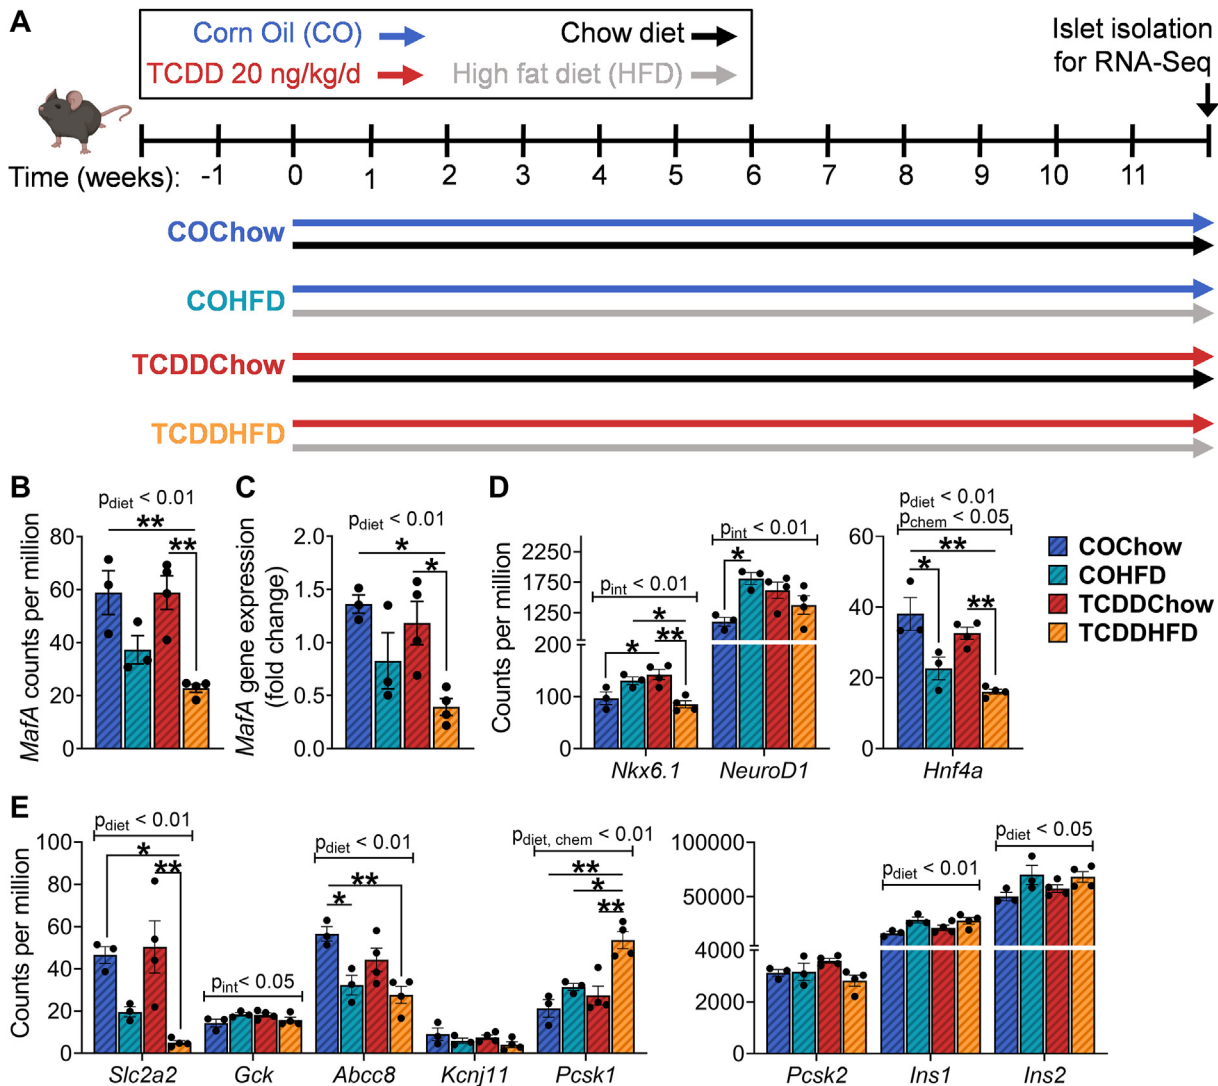 A
Corn Oil (CO)
Chow diet
TCDD 20 ng/kg/d
High fat diet (HFD)
Islet isolation
for RNA-Seq
Time (weeks): -1 0 1 2 3 4 5 6 7 8 9 10 11
COChow
COHFD
TCDDChow
TCDDHFD
B
pdiet < 0.01
**
**
MafA counts per million
80
60
40
20
0
C
pdiet < 0.01
*
*
MafA gene expression
(fold change)
2.0
1.5
1.0
0.5
0.0
D
Counts per million
2250
1750
1250
200
200
100
0
pint < 0.01
*
**
*
Nkx6.1
pint < 0.01
*
NeuroD1
pdiet < 0.01
pchem < 0.05
**
*
**
60
40
20
0
Hnf4a
COChow
COHFD
TCDDChow
TCDDHFD
E
Counts per million
100
80
60
40
20
0
pdiet < 0.01
*
**
Slc2a2
pint< 0.05
Gck
pdiet < 0.01
**
*
Abcc8
Kcnj11
pdiet, chem < 0.01
**
*
**
Pcsk1
100000
50000
4000
2000
0
Pcsk2
pdiet < 0.01
Ins1
pdiet < 0.05
Ins2